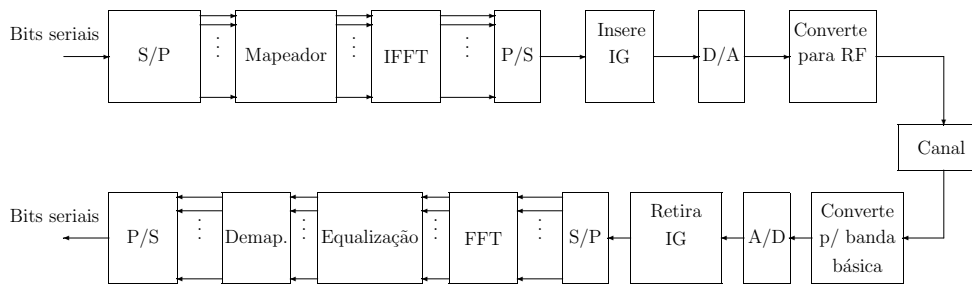 Bits seriais
S/P
Mapeador
IFFT
P/S
Insere
IG
D/A
Converte
para RF
Canal
Bits seriais
P/S
Demap.
Equalização
FFT
S/P
Retira
IG
A/D
Converte
p/ banda
básica